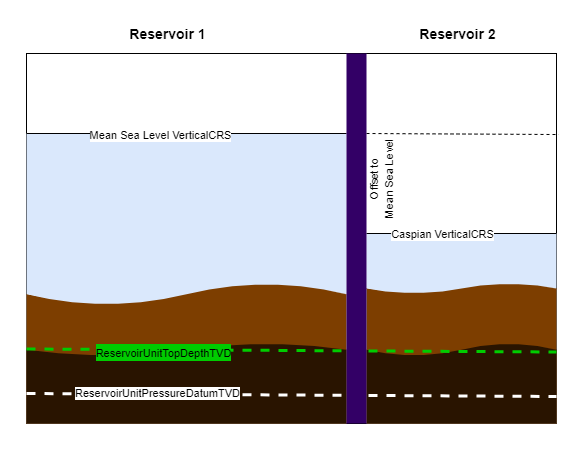 Reservoir 1
Reservoir 2
Mean Sea Level VerticalCRS
Offset to
Mean Sea Level
Caspian VerticalCRS
ReservoirUnitTopDepthTVD
ReservoirUnitPressureDatumTVD